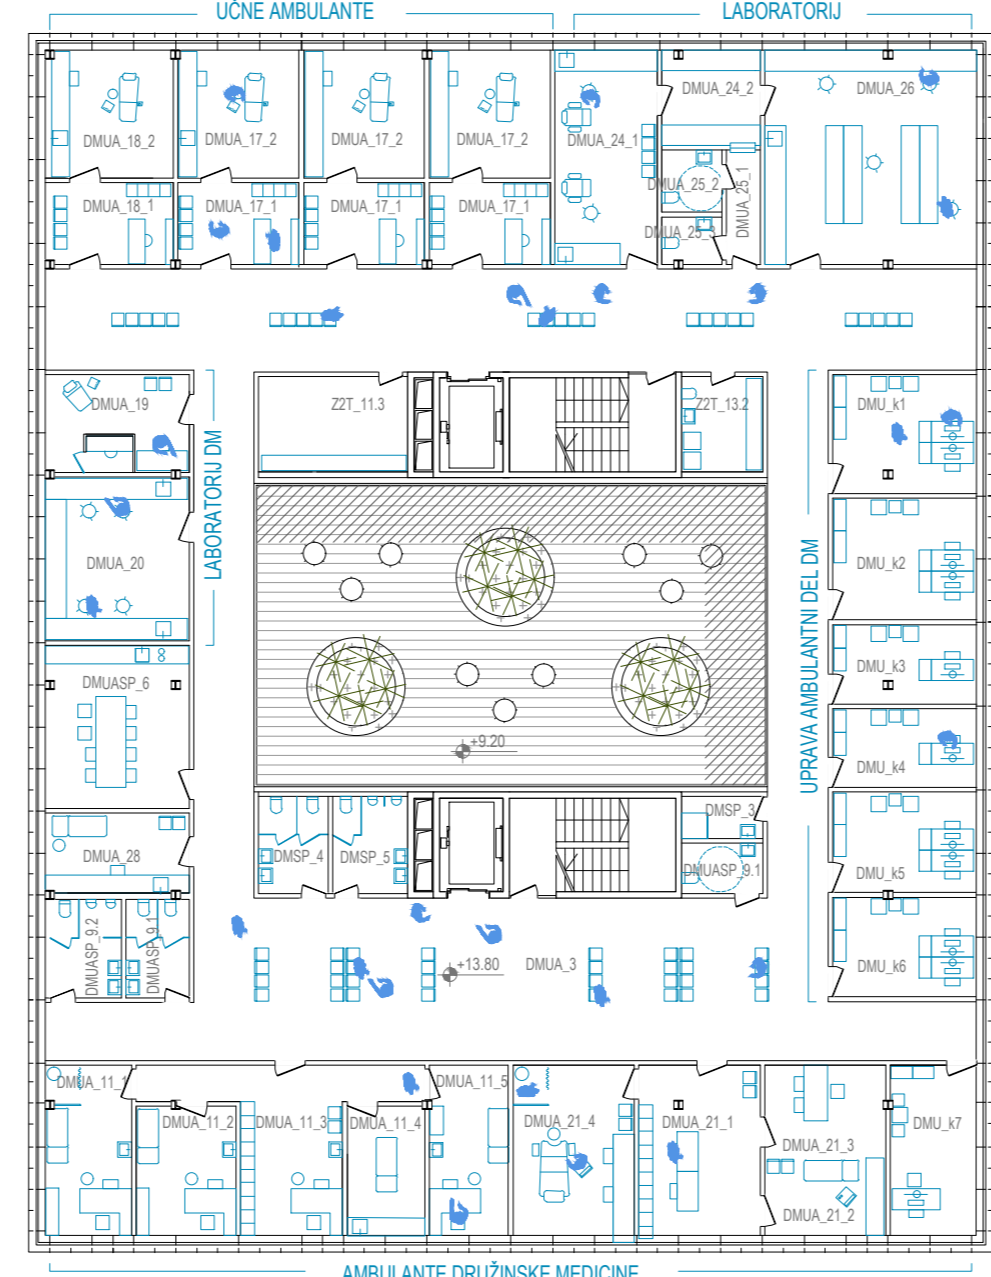 UČNE AMBULANTE
LABORATORIJ
DMUA_18_2
DMUA_17_2
DMUA_17_2
DMUA_17_2
DMUA_24_1
DMUA_24_2
DMUA_26
DMUA_25_2
DMUA_25_1
DMUA_25_3
DMUA_18_1
DMUA_17_1
DMUA_17_1
DMUA_17_1
DMUA_19
LABORATORIJ DM
Z2T_11.3
Z2T_13.2
DMU_k1
DMUA_20
DMU_k2
UPRAVA AMBULANTNI DEL DM
DMUASP_6
DMU_k3
+9.20
DMU_k4
DMUA_28
DMSP_4
DMSP_5
DMSP_3
DMUASP_9.1
DMU_k5
DMUASP_9.2
DMUASP_9.1
+13.80
DMUA_3
DMU_k6
DMUA_11_1
DMUA_11_2
DMUA_11_3
DMUA_11_4
DMUA_11_5
DMUA_21_4
DMUA_21_1
DMUA_21_3
DMUA_21_2
DMU_k7
AMBULANTE DRUŽINSKE MEDICINE